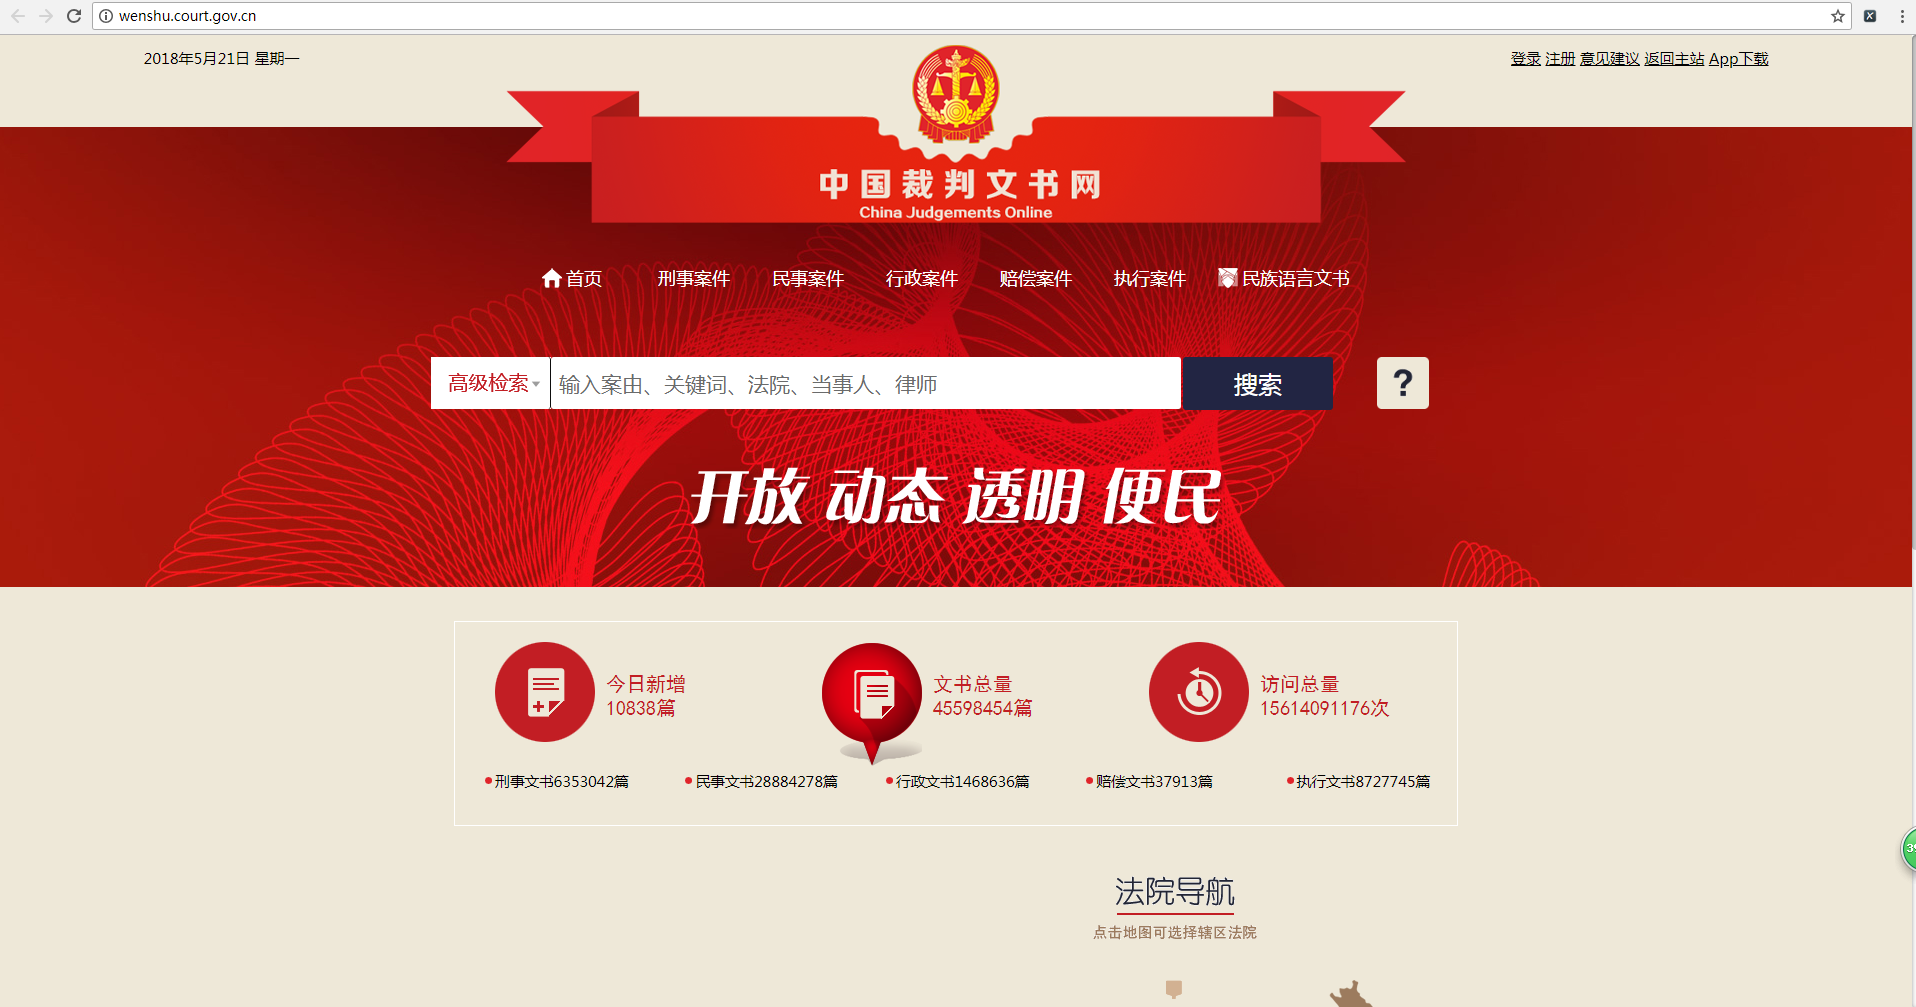 wenshu.court.gov.cn
2018年5月21日 星期一
登录 注册 意见建议 返回主站 App下载
中国裁判文书网
China Judgements Online
首页 刑事案件 民事案件 行政案件 赔偿案件 执行案件 民族语言文书
高级检索 输入案由、关键词、法院、当事人、律师 搜索 ?
开放 动态 透明 便民
今日新增 文书总量 访问总量
10838篇 45598454篇 15614091176次
刑事文书6353042篇 民事文书28884278篇 行政文书1468636篇 赔偿文书37913篇 执行文书8727745篇
法院导航
点击地图可选择辖区法院